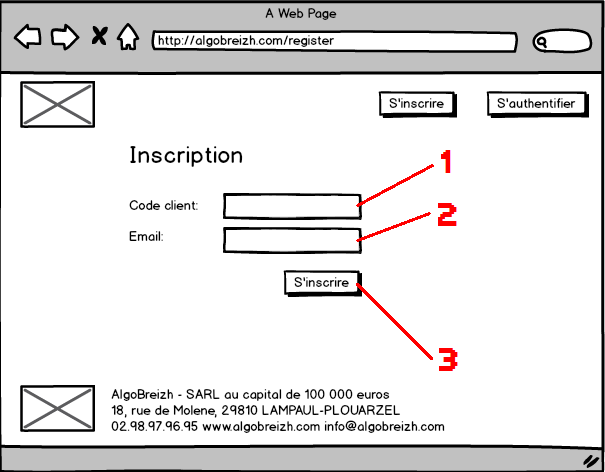 A Web Page
http://algobreizh.com/register
S'inscrire
S'authentifier
Inscription
1
Code client:
2
Email:
S'inscrire
3
AlgoBreizh - SARL au capital de 100 000 euros
18, rue de Molene, 29810 LAMPAUL-PLOUARZEL
02.98.97.96.95 www.algobreizh.com info@algobreizh.com